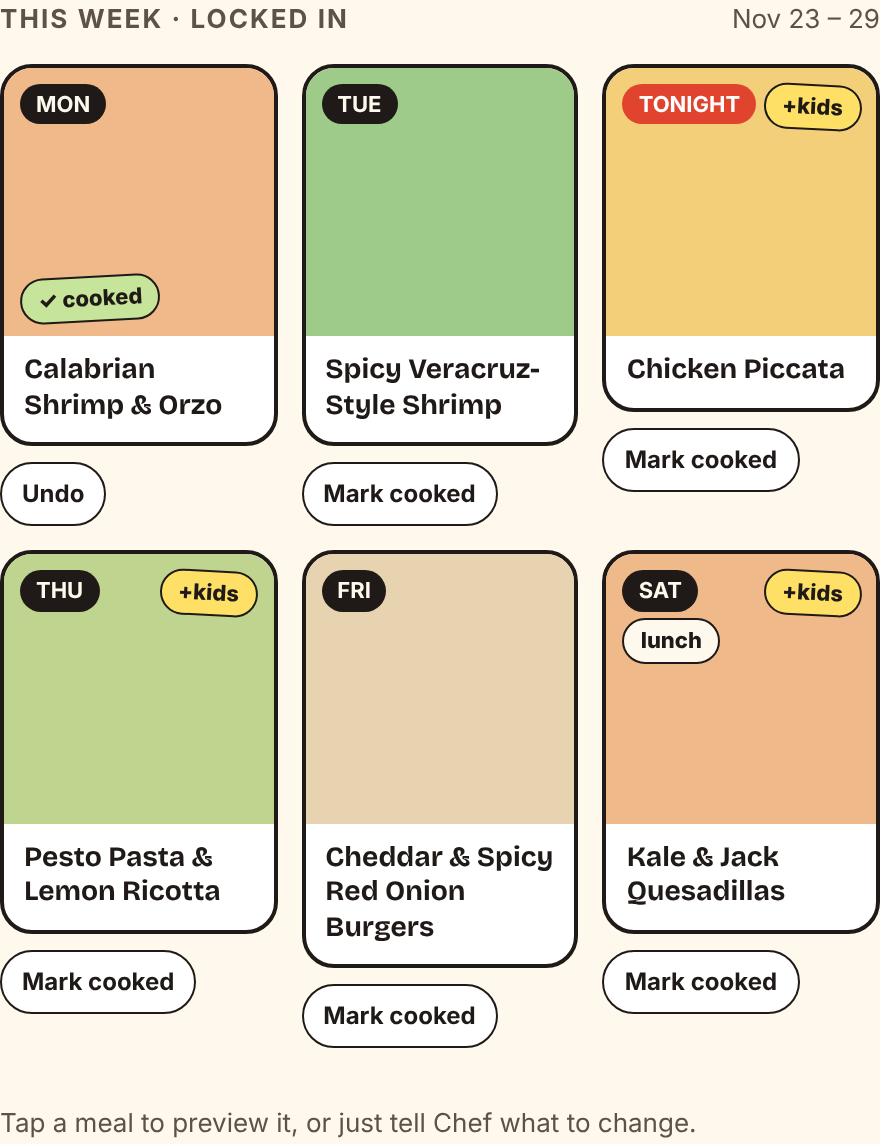 THIS WEEK · LOCKED IN
Nov 23 – 29
MON
✓ cooked
Calabrian
Shrimp & Orzo
Undo
TUE
Spicy Veracruz-
Style Shrimp
Mark cooked
TONIGHT
+kids
Chicken Piccata
Mark cooked
THU
+kids
Pesto Pasta &
Lemon Ricotta
Mark cooked
FRI
Cheddar & Spicy
Red Onion
Burgers
Mark cooked
SAT
+kids
lunch
Kale & Jack
Quesadillas
Mark cooked
Tap a meal to preview it, or just tell Chef what to change.